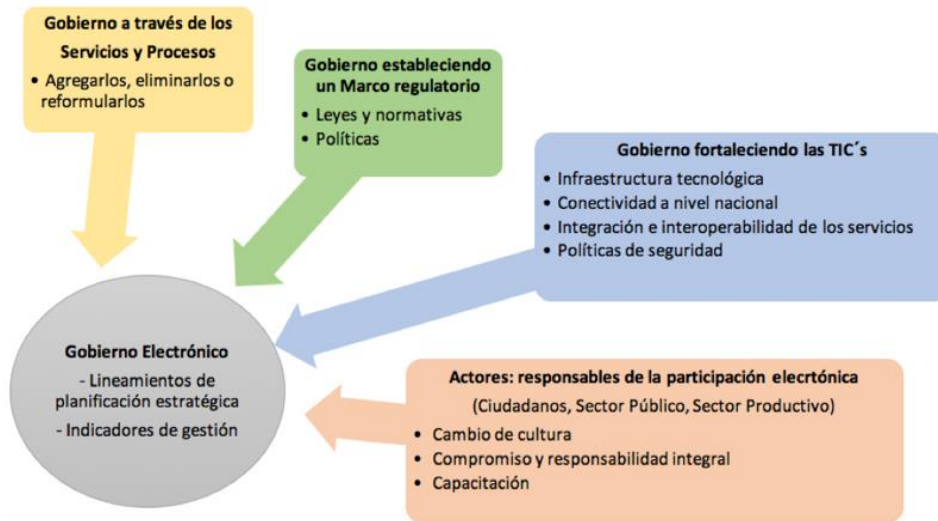 Gobierno a través de los
Servicios y Procesos
• Agregarlos, eliminarlos o
reformularlos
Gobierno estableciendo
un Marco regulatorio
• Leyes y normativas
• Políticas
Gobierno fortaleciendo las TIC´s
• Infraestructura tecnológica
• Conectividad a nivel nacional
• Integración e interoperabilidad de los servicios
• Políticas de seguridad
Gobierno Electrónico
- Lineamientos de
planificación estratégica
- Indicadores de gestión
Actores: responsables de la participación elecrtónica
(Ciudadanos, Sector Público, Sector Productivo)
• Cambio de cultura
• Compromiso y responsabilidad integral
• Capacitación